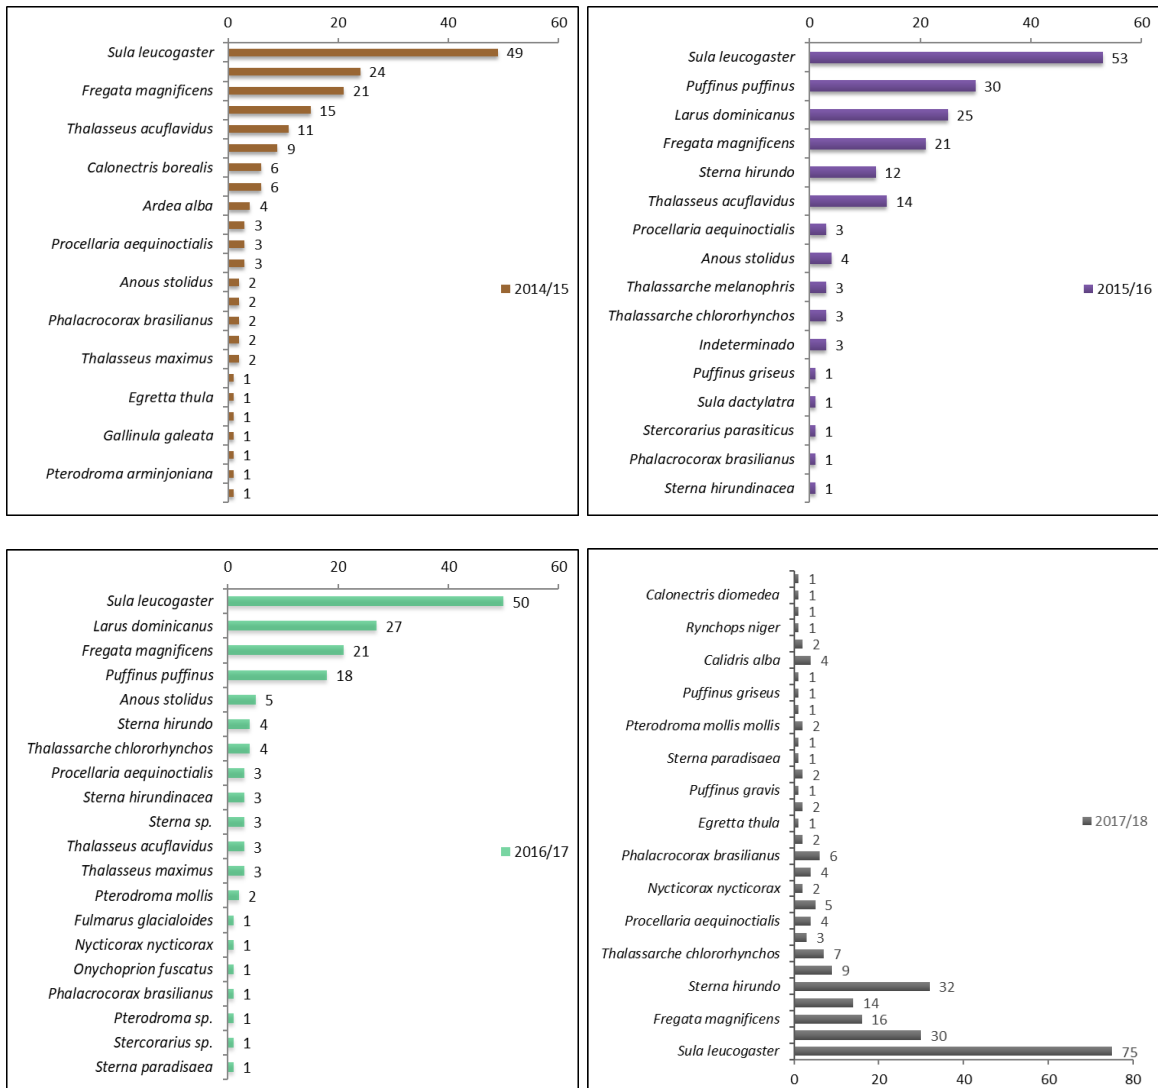 0 20 40 60
Sula leucogaster 49
24
Fregata magnificens 21
15
Thalasseus acuflavidus 11
9
Calonectris borealis 6
6
Ardea alba 4
3
Procellaria aequinoctialis 3
3
Anous stolidus 2
2014/15
2
Phalacrocorax brasilianus 2
2
Thalasseus maximus 2
1
Egretta thula 1
1
Gallinula galeata 1
1
Pterodroma arminjoniana 1
1
0 20 40 60
Sula leucogaster 53
Puffinus puffinus 30
Larus dominicanus 25
Fregata magnificens 21
Sterna hirundo 12
Thalasseus acuflavidus 14
Procellaria aequinoctialis 3
Anous stolidus 4
Thalassarche melanophris 3
2015/16
Thalassarche chlororhynchos 3
Indeterminado 3
Puffinus griseus 1
Sula dactylatra 1
Stercorarius parasiticus 1
Phalacrocorax brasilianus 1
Sterna hirundinacea 1
0 20 40 60
Sula leucogaster 50
Larus dominicanus 27
Fregata magnificens 21
Puffinus puffinus 18
Anous stolidus 5
Sterna hirundo 4
Thalassarche chlororhynchos 4
Procellaria aequinoctialis 3
Sterna hirundinacea 3
Sterna sp. 3
Thalasseus acuflavidus 3
2016/17
Thalasseus maximus 3
Pterodroma mollis 2
Fulmarus glacialoides 1
Nycticorax nycticorax 1
Onychoprion fuscatus 1
Phalacrocorax brasilianus 1
Pterodroma sp. 1
Stercorarius sp. 1
Sterna paradisaea 1
1
Calonectris diomedea 1
1
Rynchops niger 1
2
Calidris alba 4
1
Puffinus griseus 1
1
Pterodroma mollis mollis 2
1
Sterna paradisaea 1
2
Puffinus gravis 1
2
Egretta thula 1
2017/18
2
Phalacrocorax brasilianus 6
4
Nycticorax nycticorax 2
5
Procellaria aequinoctialis 4
3
Thalassarche chlororhynchos 7
9
Sterna hirundo 32
14
Fregata magnificens 16
30
Sula leucogaster 75
0 20 40 60 80